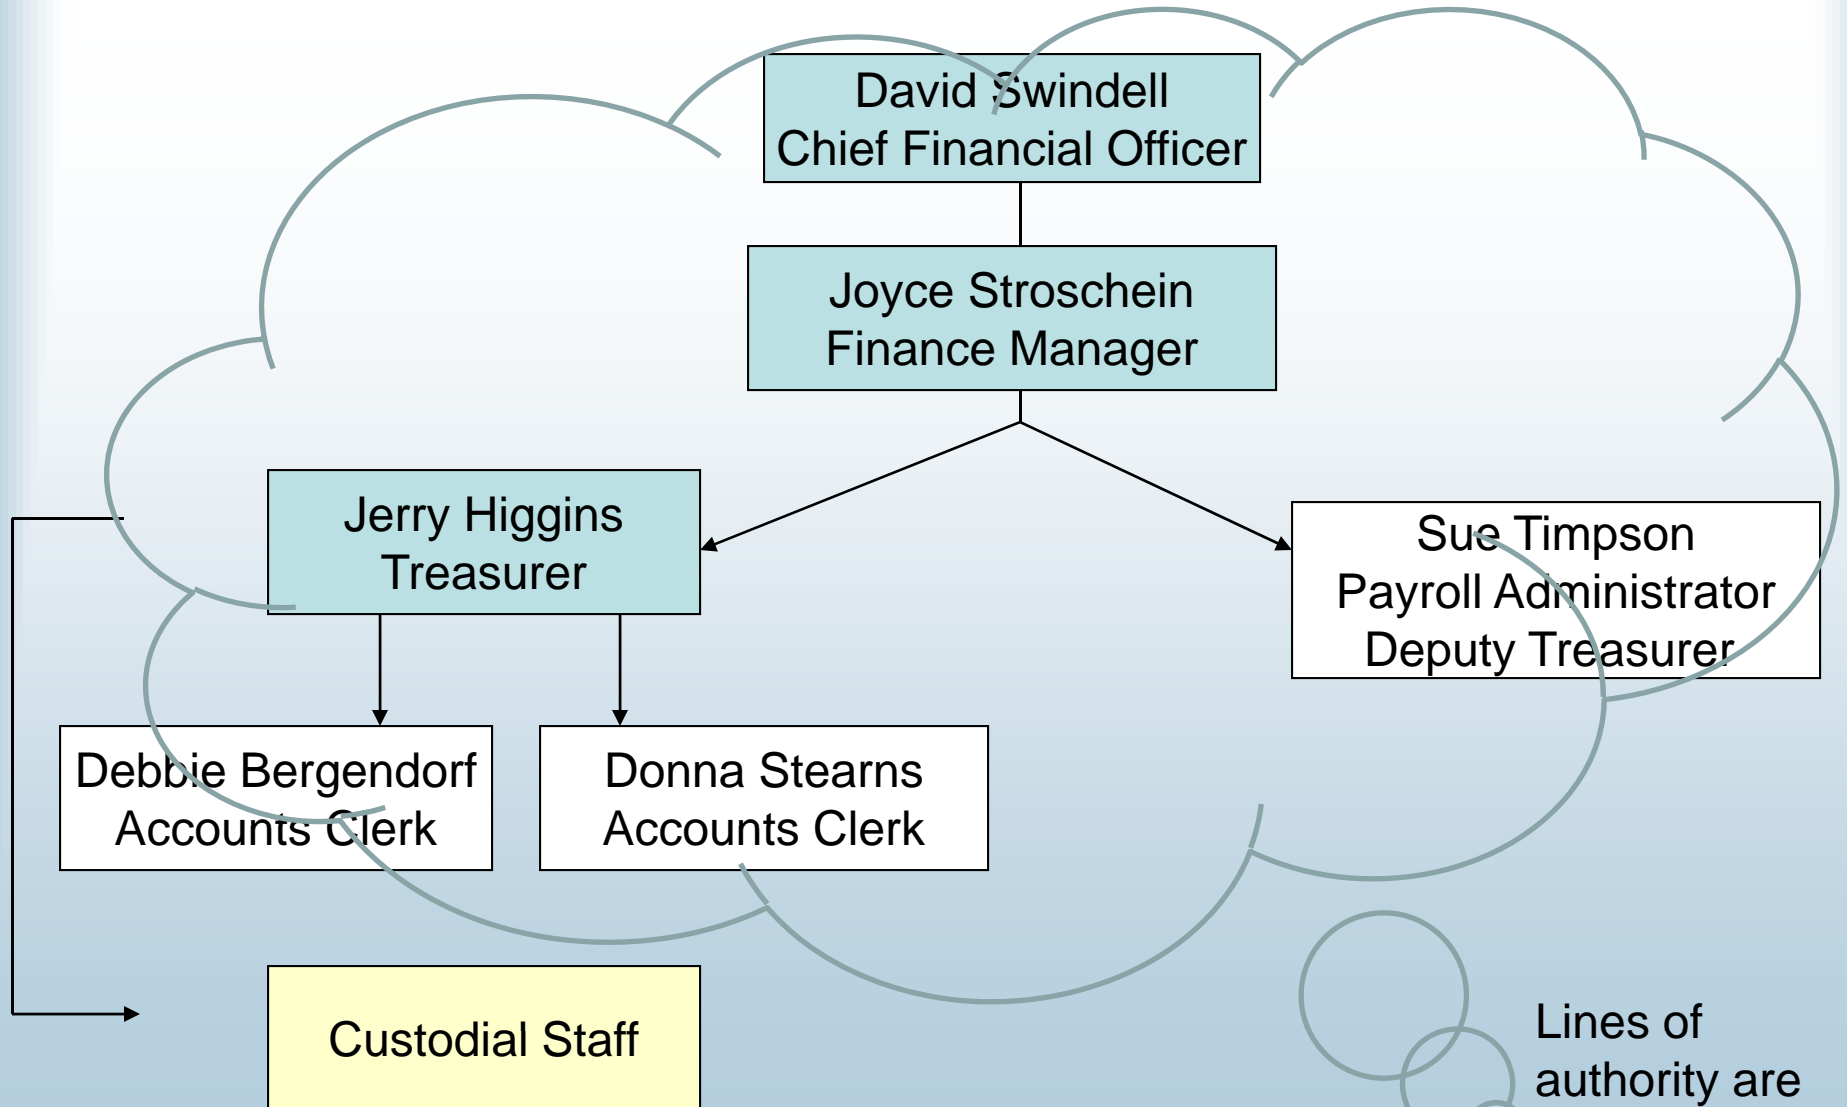 David Swindell
Chief Financial Officer
Joyce Stroschein
Finance Manager
Jerry Higgins
Treasurer
Sue Timpson
Payroll Administrator
Deputy Treasurer
Debbie Bergendorf
Accounts Clerk
Donna Stearns
Accounts Clerk
Custodial Staff
Lines of
authority are